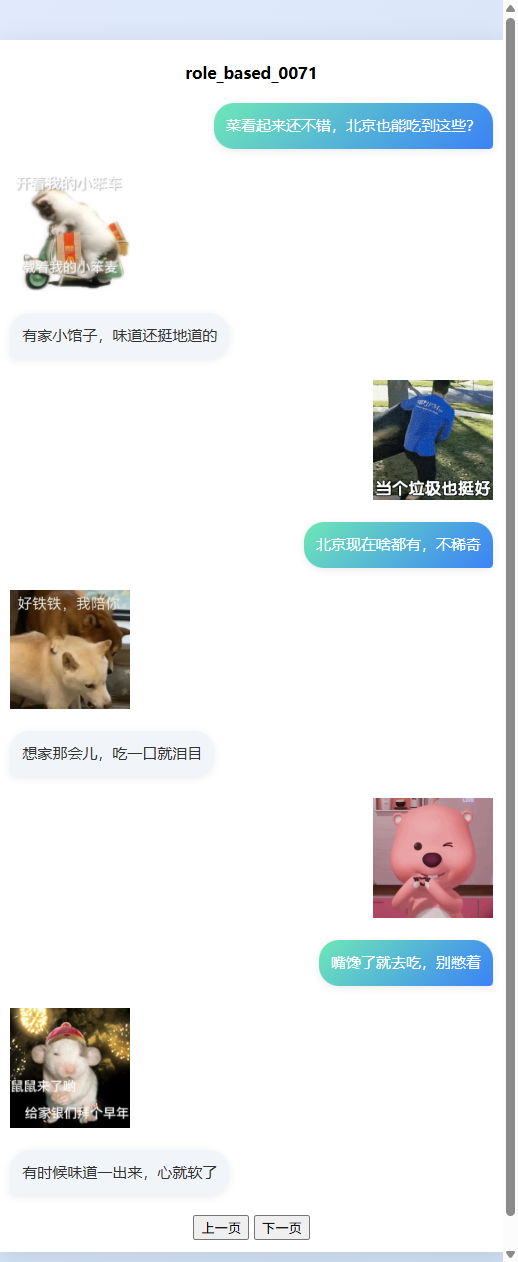 role_based_0071
菜看起来还不错，北京也能吃到这些？
开着我的小笨车
载着我的小笨麦
有家小馆子，味道还挺地道的
当个垃圾也挺好
北京现在啥都有，不稀奇
好铁铁，我陪你
想家那会儿，吃一口就泪目
嘴馋了就去吃，别憋着
鼠鼠来了哟
给家银们拜个早年
有时候味道一出来，心就软了
上一页 下一页